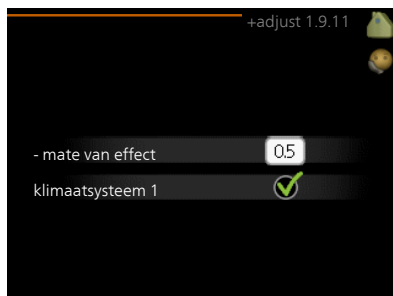 +adjust 1.9.11
- mate van effect 0.5
klimaatsysteem 1